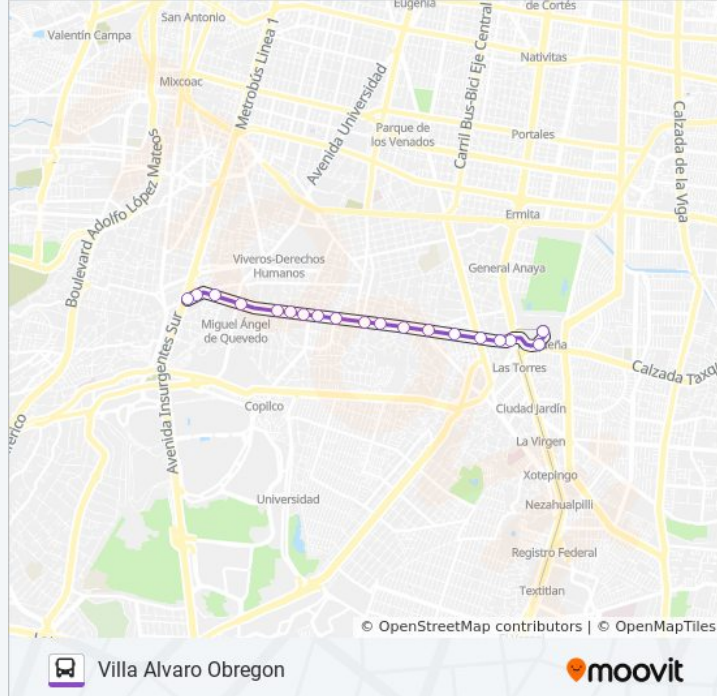 Eugenia
de Cortés
San Antonio
Valentín Campa
Metrobús Linea 1
Carril Bus-Bici Eje Central
Nativitas
Mixcoac
Avenida Universidad
Calzada de la Viga
Parque de
los Venados
Portales
Boulevard Adolfo López Mateos
Ermita
Viveros-Derechos
Humanos
General Anaya
Miguel Ángel
de Quevedo
eña
Las Torres
Calzada Taxq
Avenida Insurgentes Sur
Copilco
Ciudad Jardín
La Virgen
Xotepingo
Universidad
Nezahualpilli
Registro Federal
Textitlan
© OpenStreetMap contributors | © OpenMapTiles
Villa Alvaro Obregon
moovit